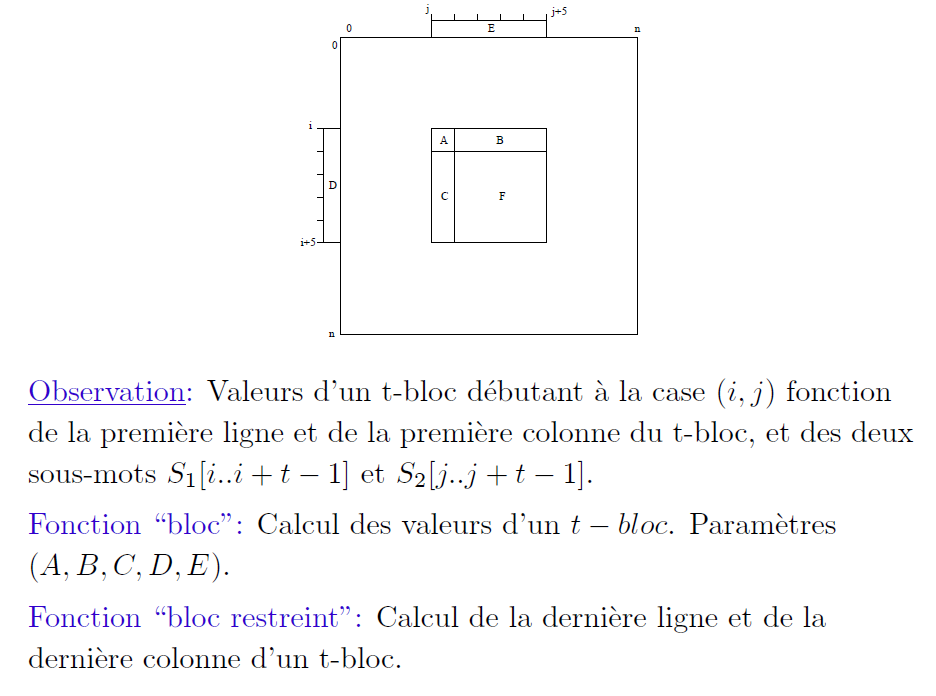 j j+5
E
0 n
0
i
A B
D
C F
i+5
n
Observation: Valeurs d'un t-bloc débutant à la case (i, j) fonction
de la première ligne et de la première colonne du t-bloc, et des deux
sous-mots S₁[i..i + t − 1] et S₂[j..j + t − 1].
Fonction “bloc”: Calcul des valeurs d'un t − bloc. Paramètres
(A, B, C, D, E).
Fonction “bloc restreint”: Calcul de la dernière ligne et de la
dernière colonne d'un t-bloc.